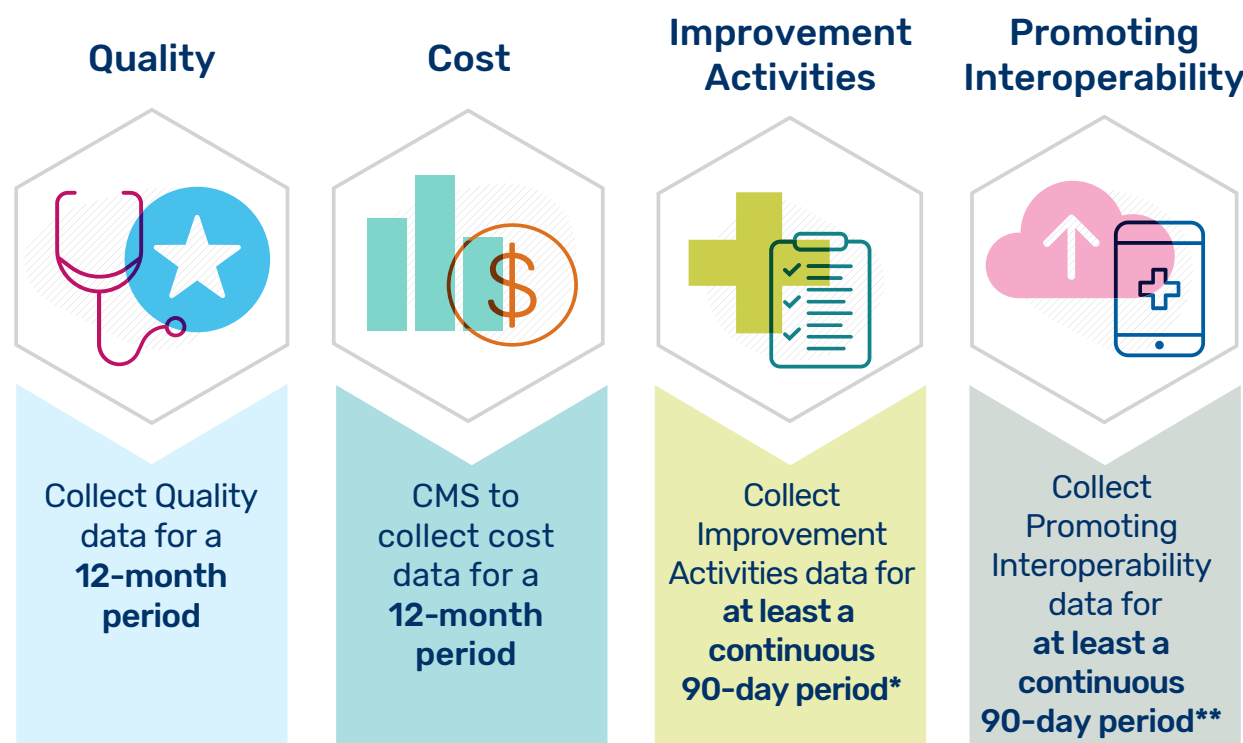 Quality
Collect Quality
data for a
12-month
period
Cost
CMS to
collect cost
data for a
12-month
period
Improvement
Activities
Collect
Improvement
Activities data for
at least a
continuous
90-day period*
Promoting
Interoperability
Collect
Promoting
Interoperability
data for
at least a
continuous
90-day period**